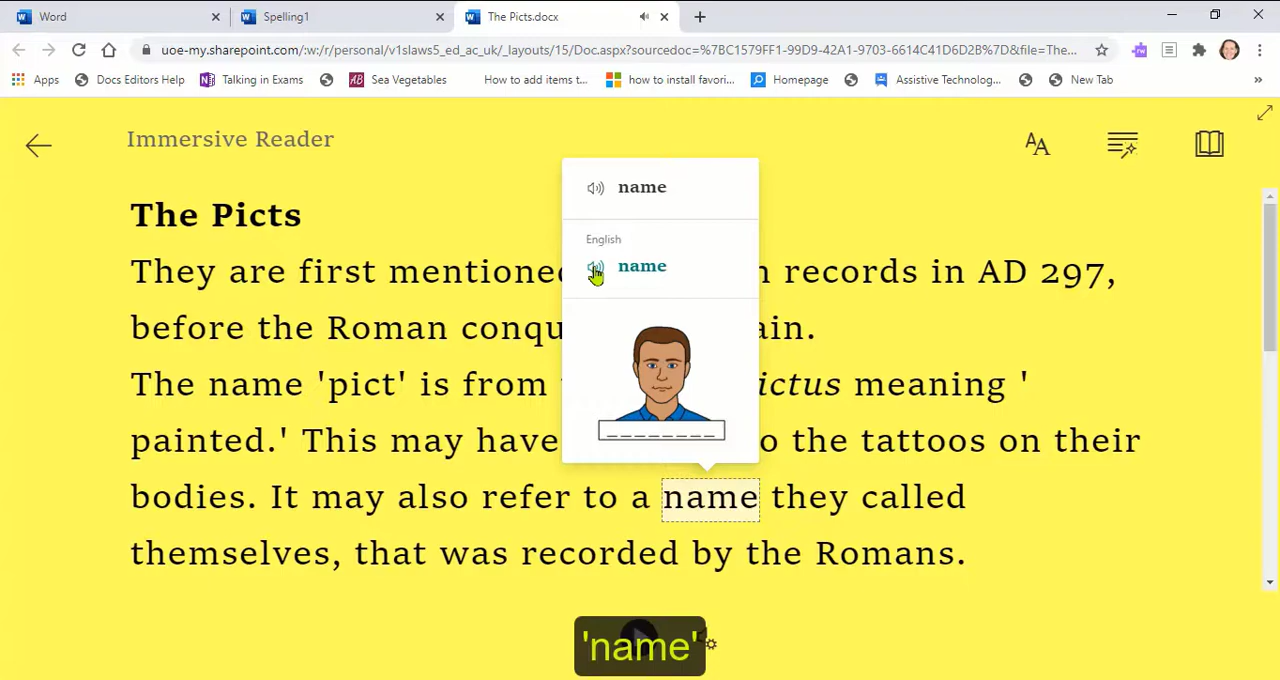 Word
Spelling1
The Picts.docx
uoe-my.sharepoint.com/:w:/r/personal/v1slaws5_ed_ac_uk/_layouts/15/Doc.aspx?sourcedoc=%7BC1579FF1-99D9-42A1-9703-6614C41D6D2B%7D&file=The...
Apps
Docs Editors Help
Talking in Exams
Sea Vegetables
How to add items t...
how to install favori...
Homepage
Assistive Technolog...
New Tab
Immersive Reader
name
English
name
The Picts
They are first mentioned records in AD 297,
before the Roman ain.
The name 'pict' is from ictus meaning '
painted.' This may have o the tattoos on their
bodies. It may also refer to a name they called
themselves, that was recorded by the Romans.
'name'